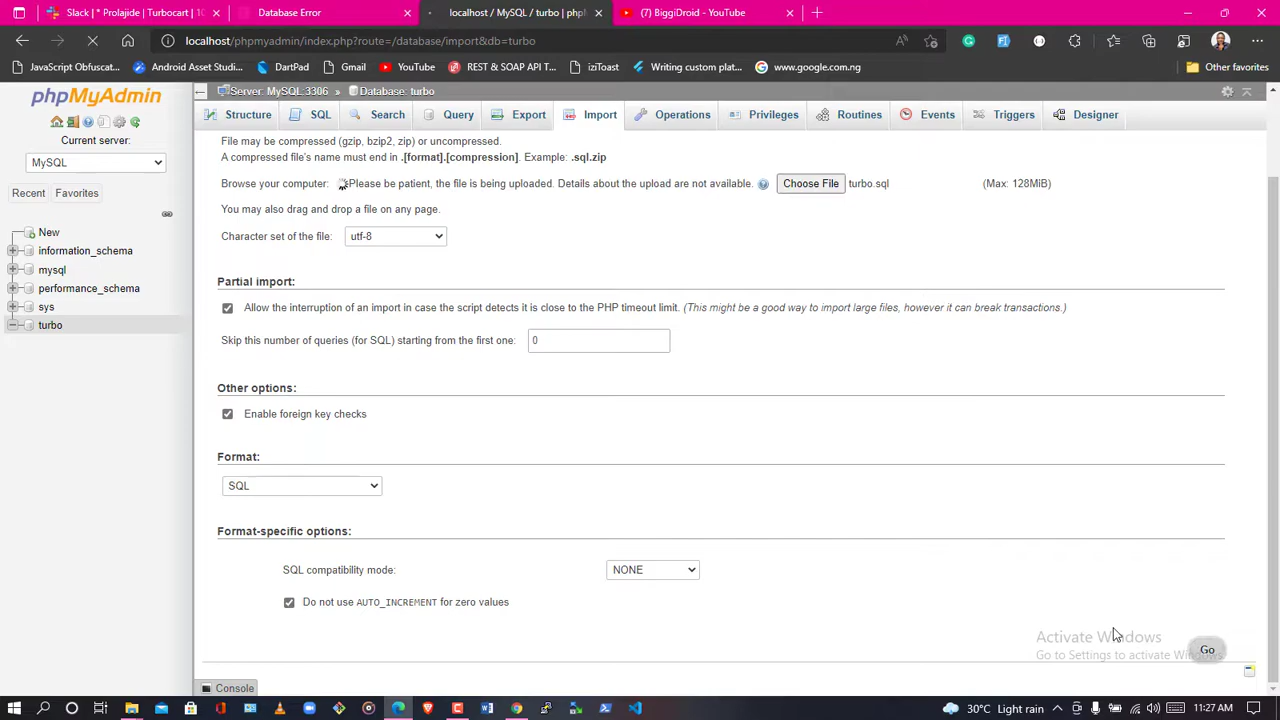 Slack | * Prolajide | Turbocart | 1(
Database Error
localhost / MySQL / turbo | phpM
(7) BiggiDroid - YouTube
localhost/phpmyadmin/index.php?route=/database/import&db=turbo
JavaScript Obfuscat...
Android Asset Studi...
DartPad
Gmail
YouTube
REST & SOAP API T...
iziToast
Writing custom plat...
www.google.com.ng
Other favorites
phpMyAdmin
Server: MySQL_3306 » Database: turbo
Structure SQL Search Query Export Import Operations Privileges Routines Events Triggers Designer
Current server:
MySQL
Recent Favorites
New
information_schema
mysql
performance_schema
sys
turbo
File may be compressed (gzip, bzip2, zip) or uncompressed.
A compressed file's name must end in .[format].[compression]. Example: .sql.zip
Browse your computer: Please be patient, the file is being uploaded. Details about the upload are not available. Choose File turbo.sql (Max: 128MiB)
You may also drag and drop a file on any page.
Character set of the file: utf-8
Partial import:
Allow the interruption of an import in case the script detects it is close to the PHP timeout limit. (This might be a good way to import large files, however it can break transactions.)
Skip this number of queries (for SQL) starting from the first one: 0
Other options:
Enable foreign key checks
Format:
SQL
Format-specific options:
SQL compatibility mode: NONE
Do not use AUTO_INCREMENT for zero values
Activate Windows
Go to Settings to activate Windows.
Go
Console
30°C Light rain
11:27 AM